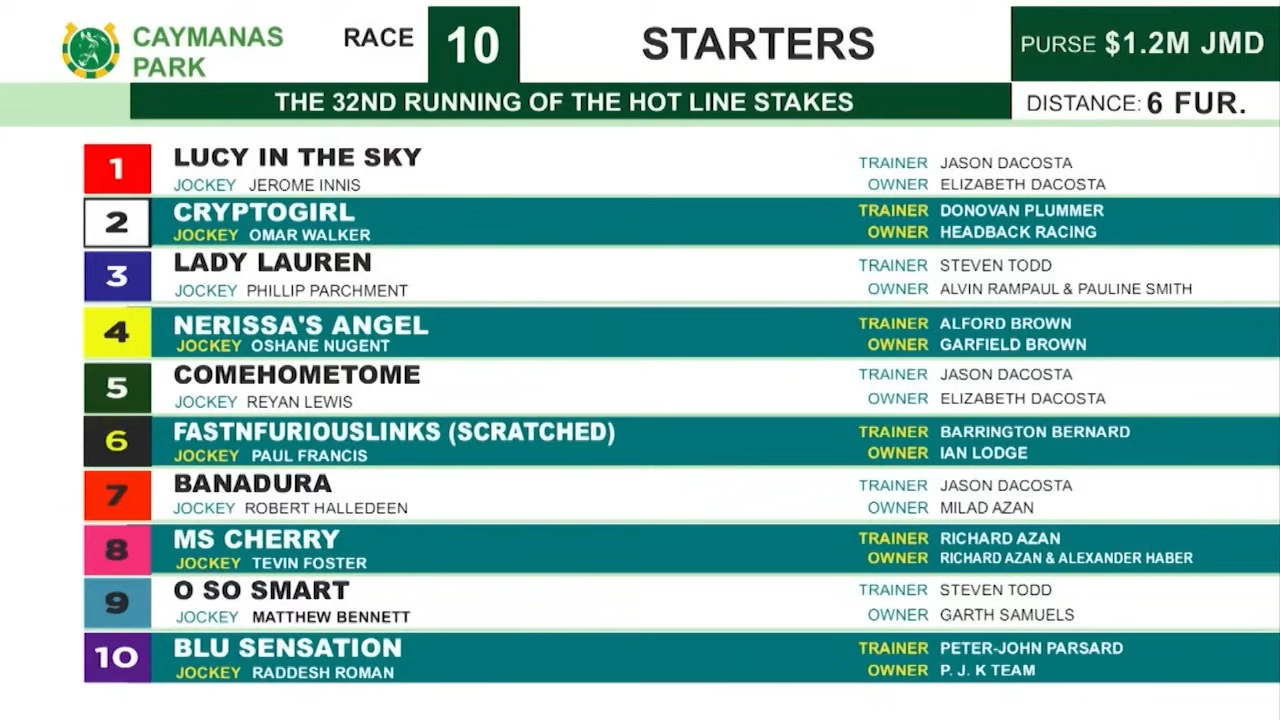 CAYMANAS PARK RACE 10 STARTERS PURSE $1.2M JMD
THE 32ND RUNNING OF THE HOT LINE STAKES DISTANCE: 6 FUR.
1 LUCY IN THE SKY TRAINER JASON DACOSTA
JOCKEY JEROME INNIS OWNER ELIZABETH DACOSTA
2 CRYPTOGIRL TRAINER DONOVAN PLUMMER
JOCKEY OMAR WALKER OWNER HEADBACK RACING
3 LADY LAUREN TRAINER STEVEN TODD
JOCKEY PHILLIP PARCHMENT OWNER ALVIN RAMPAUL & PAULINE SMITH
4 NERISSA'S ANGEL TRAINER ALFORD BROWN
JOCKEY OSHANE NUGENT OWNER GARFIELD BROWN
5 COMEHOMETOME TRAINER JASON DACOSTA
JOCKEY REYAN LEWIS OWNER ELIZABETH DACOSTA
6 FASTNFURIOUSLINKS (SCRATCHED) TRAINER BARRINGTON BERNARD
JOCKEY PAUL FRANCIS OWNER IAN LODGE
7 BANADURA TRAINER JASON DACOSTA
JOCKEY ROBERT HALLEDEEN OWNER MILAD AZAN
8 MS CHERRY TRAINER RICHARD AZAN
JOCKEY TEVIN FOSTER OWNER RICHARD AZAN & ALEXANDER HABER
9 O SO SMART TRAINER STEVEN TODD
JOCKEY MATTHEW BENNETT OWNER GARTH SAMUELS
10 BLU SENSATION TRAINER PETER-JOHN PARSARD
JOCKEY RADDESH ROMAN OWNER P. J. K TEAM